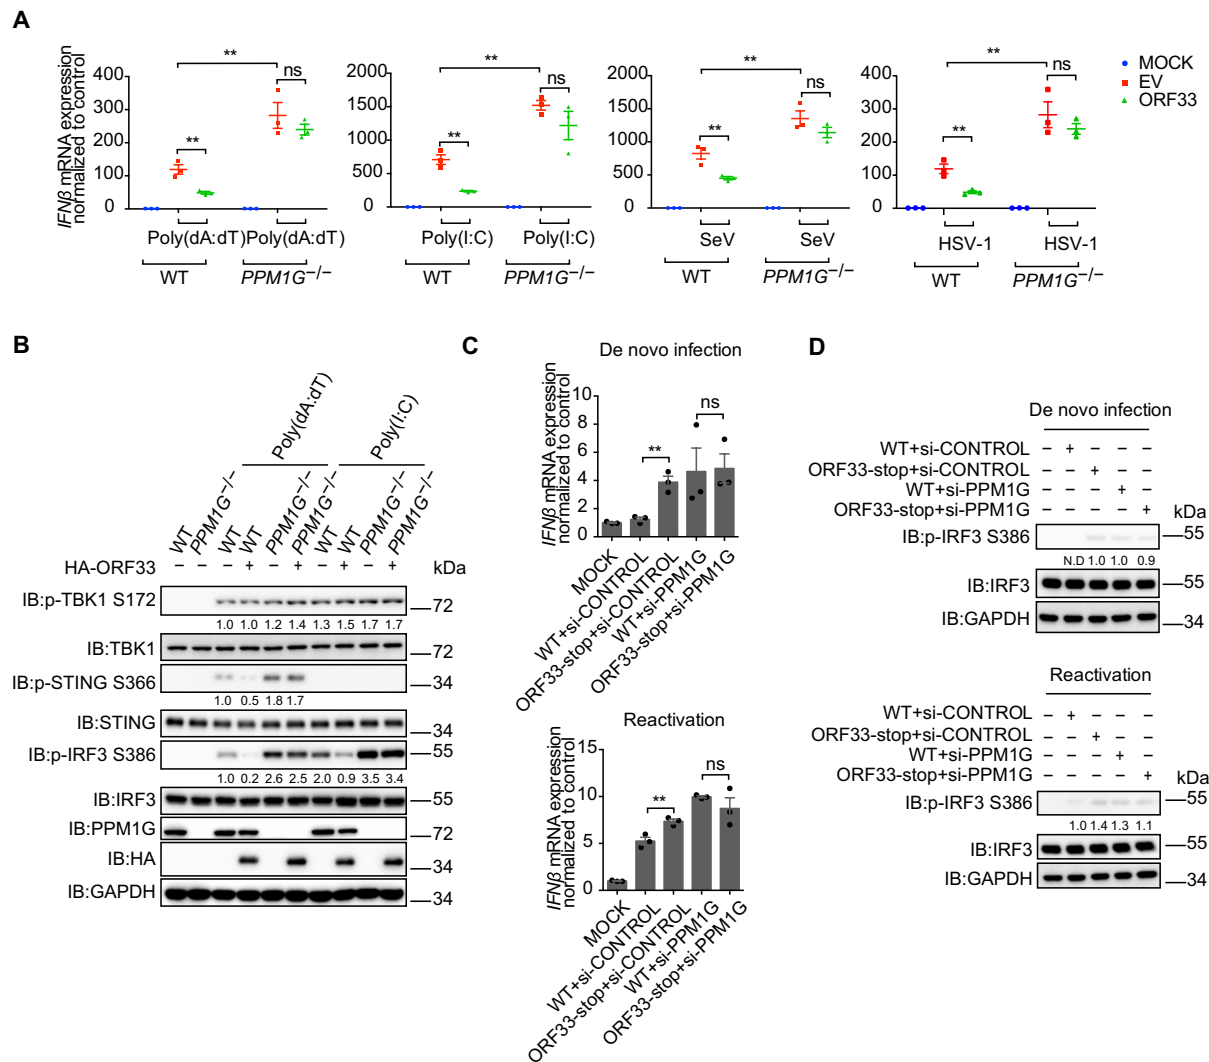 A
IFNβ mRNA expression
normalized to control
400
300
200
100
0
**
**
ns
Poly(dA:dT)Poly(dA:dT)
WT
PPM1G−/−
2000
1500
1000
500
0
**
**
ns
Poly(I:C)
Poly(I:C)
WT
PPM1G−/−
2000
1500
1000
500
0
**
**
ns
SeV
SeV
WT
PPM1G−/−
400
300
200
100
0
**
**
ns
HSV-1
HSV-1
WT
PPM1G−/−
MOCK
EV
ORF33
B
Poly(dA:dT)
Poly(I:C)
WT
PPM1G−/−
WT
WT
PPM1G−/−
PPM1G−/−
WT
WT
PPM1G−/−
PPM1G−/−
HA-ORF33
− − − + − + − + − +
kDa
IB:p-TBK1 S172
72
1.0 1.0 1.2 1.4 1.3 1.5 1.7 1.7
IB:TBK1
72
IB:p-STING S366
34
1.0 0.5 1.8 1.7
IB:STING
34
IB:p-IRF3 S386
55
1.0 0.2 2.6 2.5 2.0 0.9 3.5 3.4
IB:IRF3
55
IB:PPM1G
72
IB:HA
34
IB:GAPDH
34
C
De novo infection
IFNβ mRNA expression
normalized to control
10
8
6
4
2
0
**
ns
MOCK
WT+si-CONTROL
ORF33-stop+si-CONTROL
WT+si-PPM1G
ORF33-stop+si-PPM1G
Reactivation
IFNβ mRNA expression
normalized to control
15
10
5
0
**
ns
MOCK
WT+si-CONTROL
ORF33-stop+si-CONTROL
WT+si-PPM1G
ORF33-stop+si-PPM1G
D
De novo infection
WT+si-CONTROL − + − − −
ORF33-stop+si-CONTROL − − + − −
WT+si-PPM1G − − − + −
ORF33-stop+si-PPM1G − − − − +
kDa
IB:p-IRF3 S386
55
N.D 1.0 1.0 0.9
IB:IRF3
55
IB:GAPDH
34
Reactivation
WT+si-CONTROL − + − − −
ORF33-stop+si-CONTROL − − + − −
WT+si-PPM1G − − − + −
ORF33-stop+si-PPM1G − − − − +
kDa
IB:p-IRF3 S386
55
1.0 1.4 1.3 1.1
IB:IRF3
55
IB:GAPDH
34